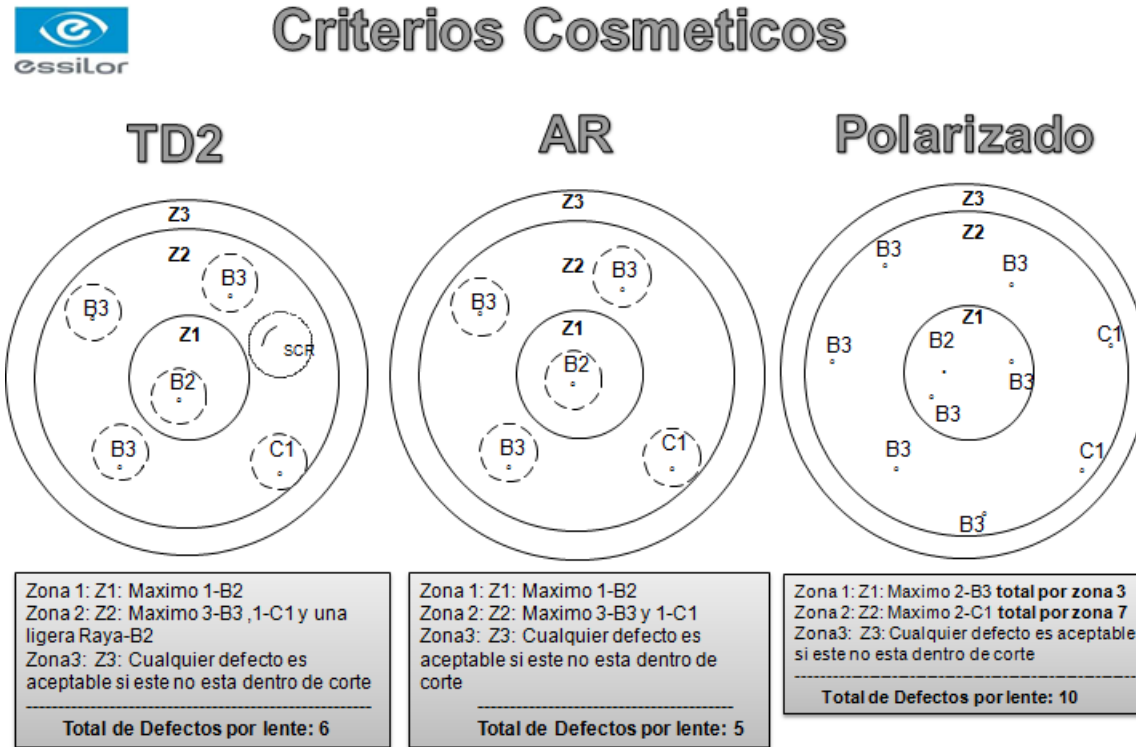 essilor
Criterios Cosmeticos
TD2
Z3
Z2
B3
B3
Z1
SCR
B2
B3
C1
Zona 1: Z1: Maximo 1-B2
Zona 2: Z2: Maximo 3-B3 ,1-C1 y una
ligera Raya-B2
Zona3: Z3: Cualquier defecto es
aceptable si este no esta dentro de corte
Total de Defectos por lente: 6
AR
Z3
Z2
B3
B3
Z1
B2
B3
C1
Zona 1: Z1: Maximo 1-B2
Zona 2: Z2: Maximo 3-B3 y 1-C1
Zona3: Z3: Cualquier defecto es
aceptable si este no esta dentro de
corte
Total de Defectos por lente: 5
Polarizado
Z3
Z2
B3
B3
Z1
C1
B3
B2
B3
B3
B3
C1
B3
Zona 1: Z1: Maximo 2-B3 total por zona 3
Zona 2: Z2: Maximo 2-C1 total por zona 7
Zona3: Z3: Cualquier defecto es aceptable
si este no esta dentro de corte
Total de Defectos por lente: 10